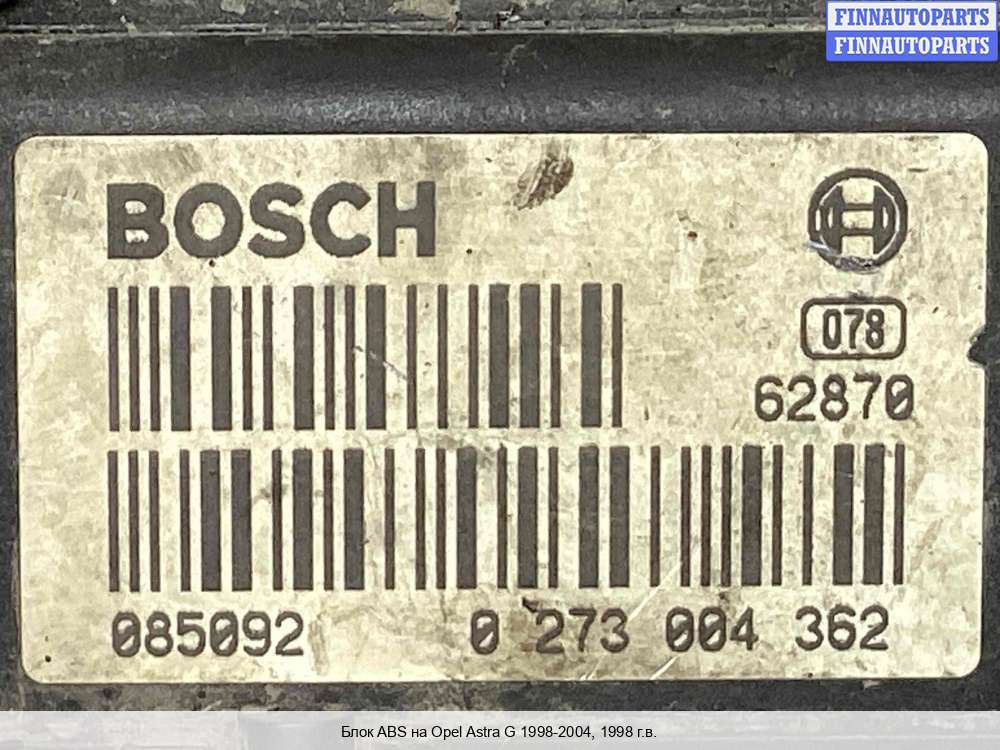 FINNAUTOPARTS
FINNAUTOPARTS
BOSCH
078
62870
085092 0 273 004 362
Блок ABS на Opel Astra G 1998-2004, 1998 г.в.